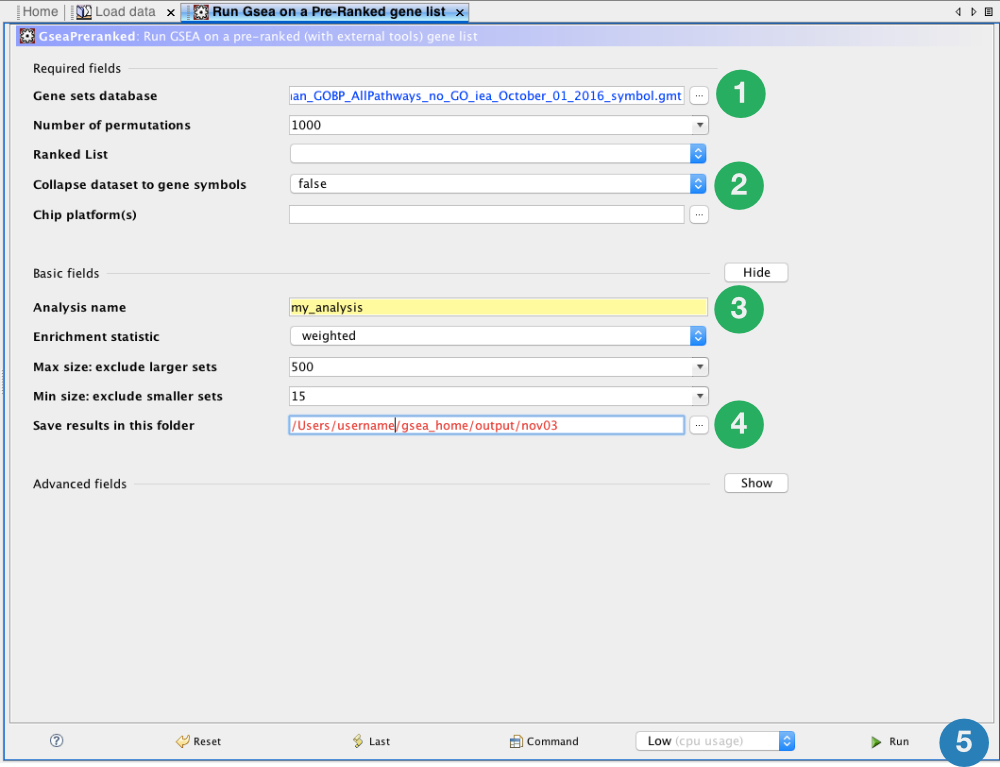 Home Load data Run Gsea on a Pre-Ranked gene list
GseaPreranked: Run GSEA on a pre-ranked (with external tools) gene list
Required fields
Gene sets database an_GOBP_AllPathways_no_GO_iea_October_01_2016_symbol.gmt ... 1
Number of permutations 1000
Ranked List
Collapse dataset to gene symbols false 2
Chip platform(s) ...
Basic fields Hide
Analysis name my_analysis 3
Enrichment statistic weighted
Max size: exclude larger sets 500
Min size: exclude smaller sets 15
Save results in this folder /Users/username/gsea_home/output/nov03 ... 4
Advanced fields Show
? Reset Last Command Low (cpu usage) Run 5